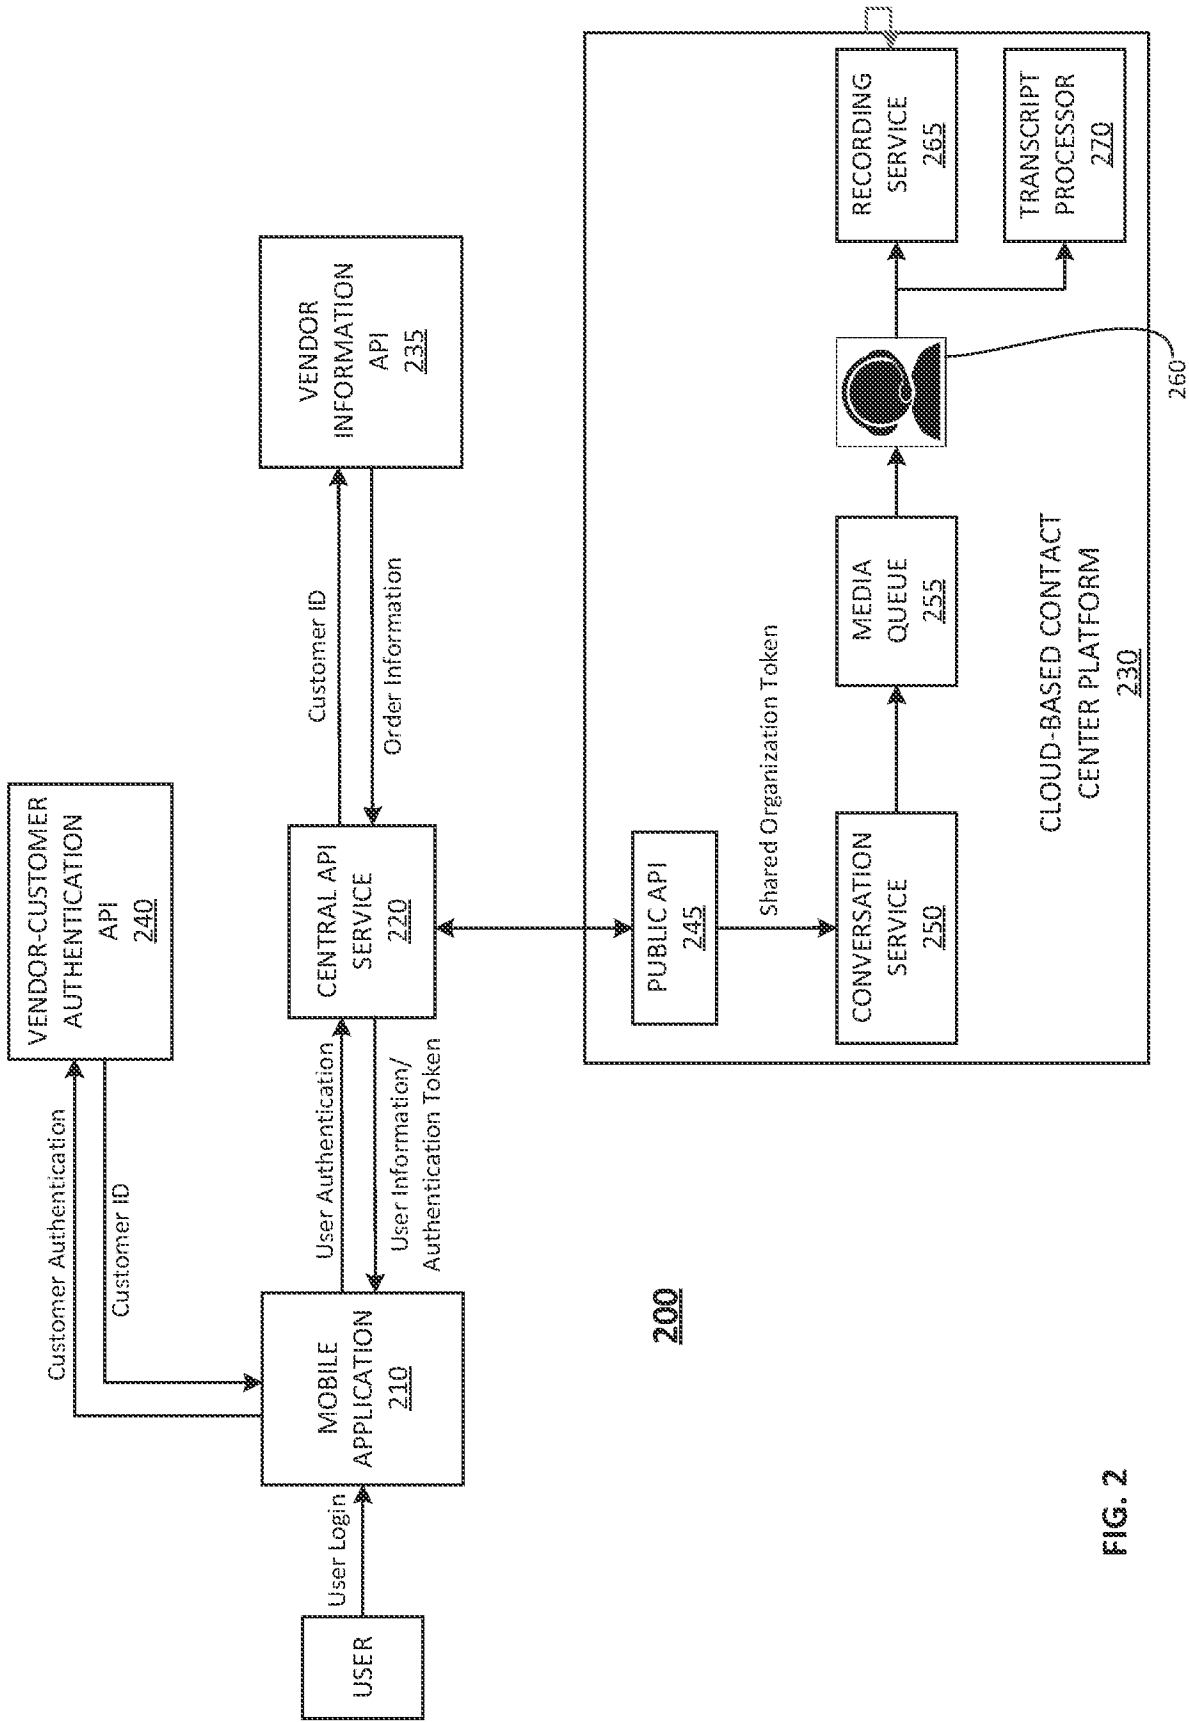 VENDOR-CUSTOMER
AUTHENTICATION
API
240
Customer Authentication
Customer ID
USER
User Login
MOBILE
APPLICATION
210
User Authentication
User Information/
Authentication Token
CENTRAL API
SERVICE
220
Customer ID
Order Information
VENDOR
INFORMATION
API
235
PUBLIC API
245
Shared Organization Token
CONVERSATION
SERVICE
250
MEDIA
QUEUE
255
260
RECORDING
SERVICE
265
TRANSCRIPT
PROCESSOR
270
CLOUD-BASED CONTACT
CENTER PLATFORM
230
200
FIG. 2